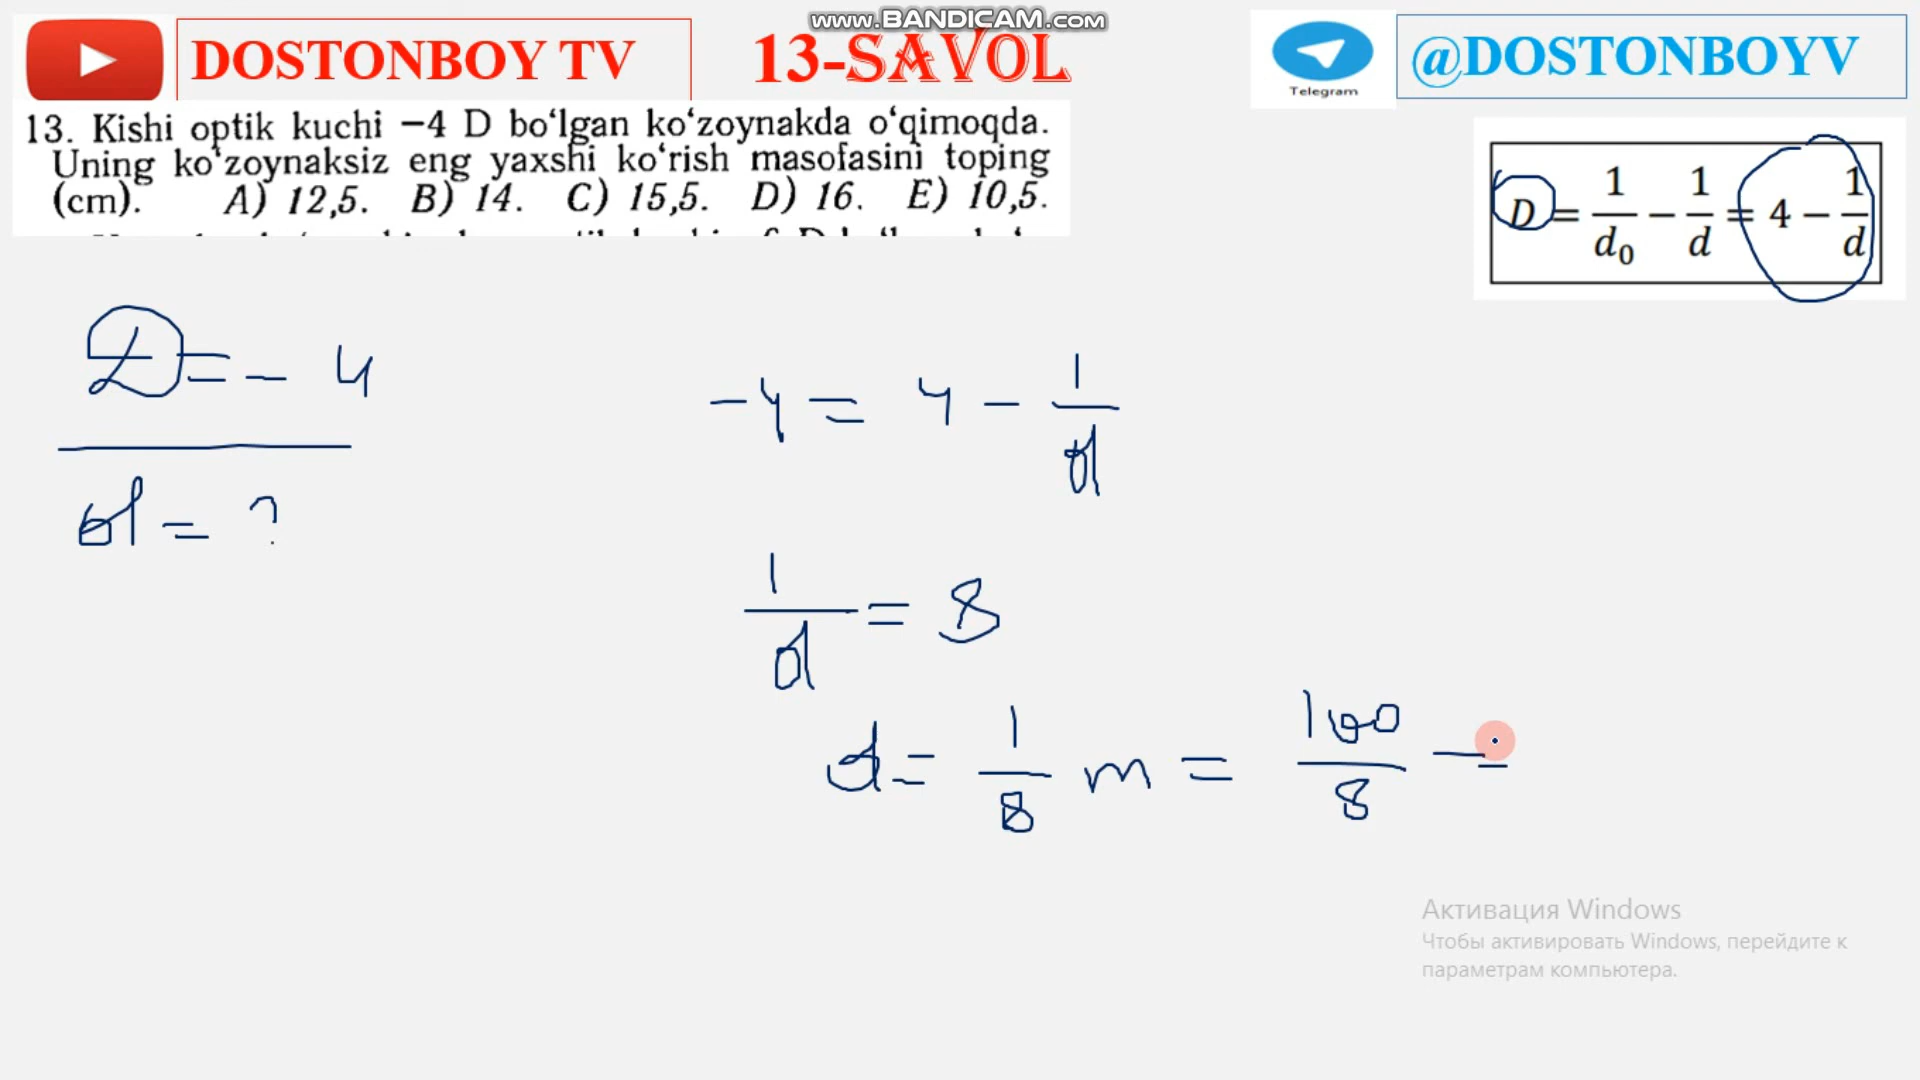 www.BANDICAM.com
DOSTONBOY TV
13-SAVOL
Telegram
@DOSTONBOYV
13. Kishi optik kuchi −4 D bo‘lgan ko‘zoynakda o‘qimoqda.
Uning ko‘zoynaksiz eng yaxshi ko‘rish masofasini toping
(cm). A) 12,5. B) 14. C) 15,5. D) 16. E) 10,5.
D = 1/d₀ − 1/d = 4 − 1/d
D = − 4
d = ?
−4 = 4 − 1/d
1/d = 8
d = 1/8 m = 100/8 =
Активация Windows
Чтобы активировать Windows, перейдите к
параметрам компьютера.